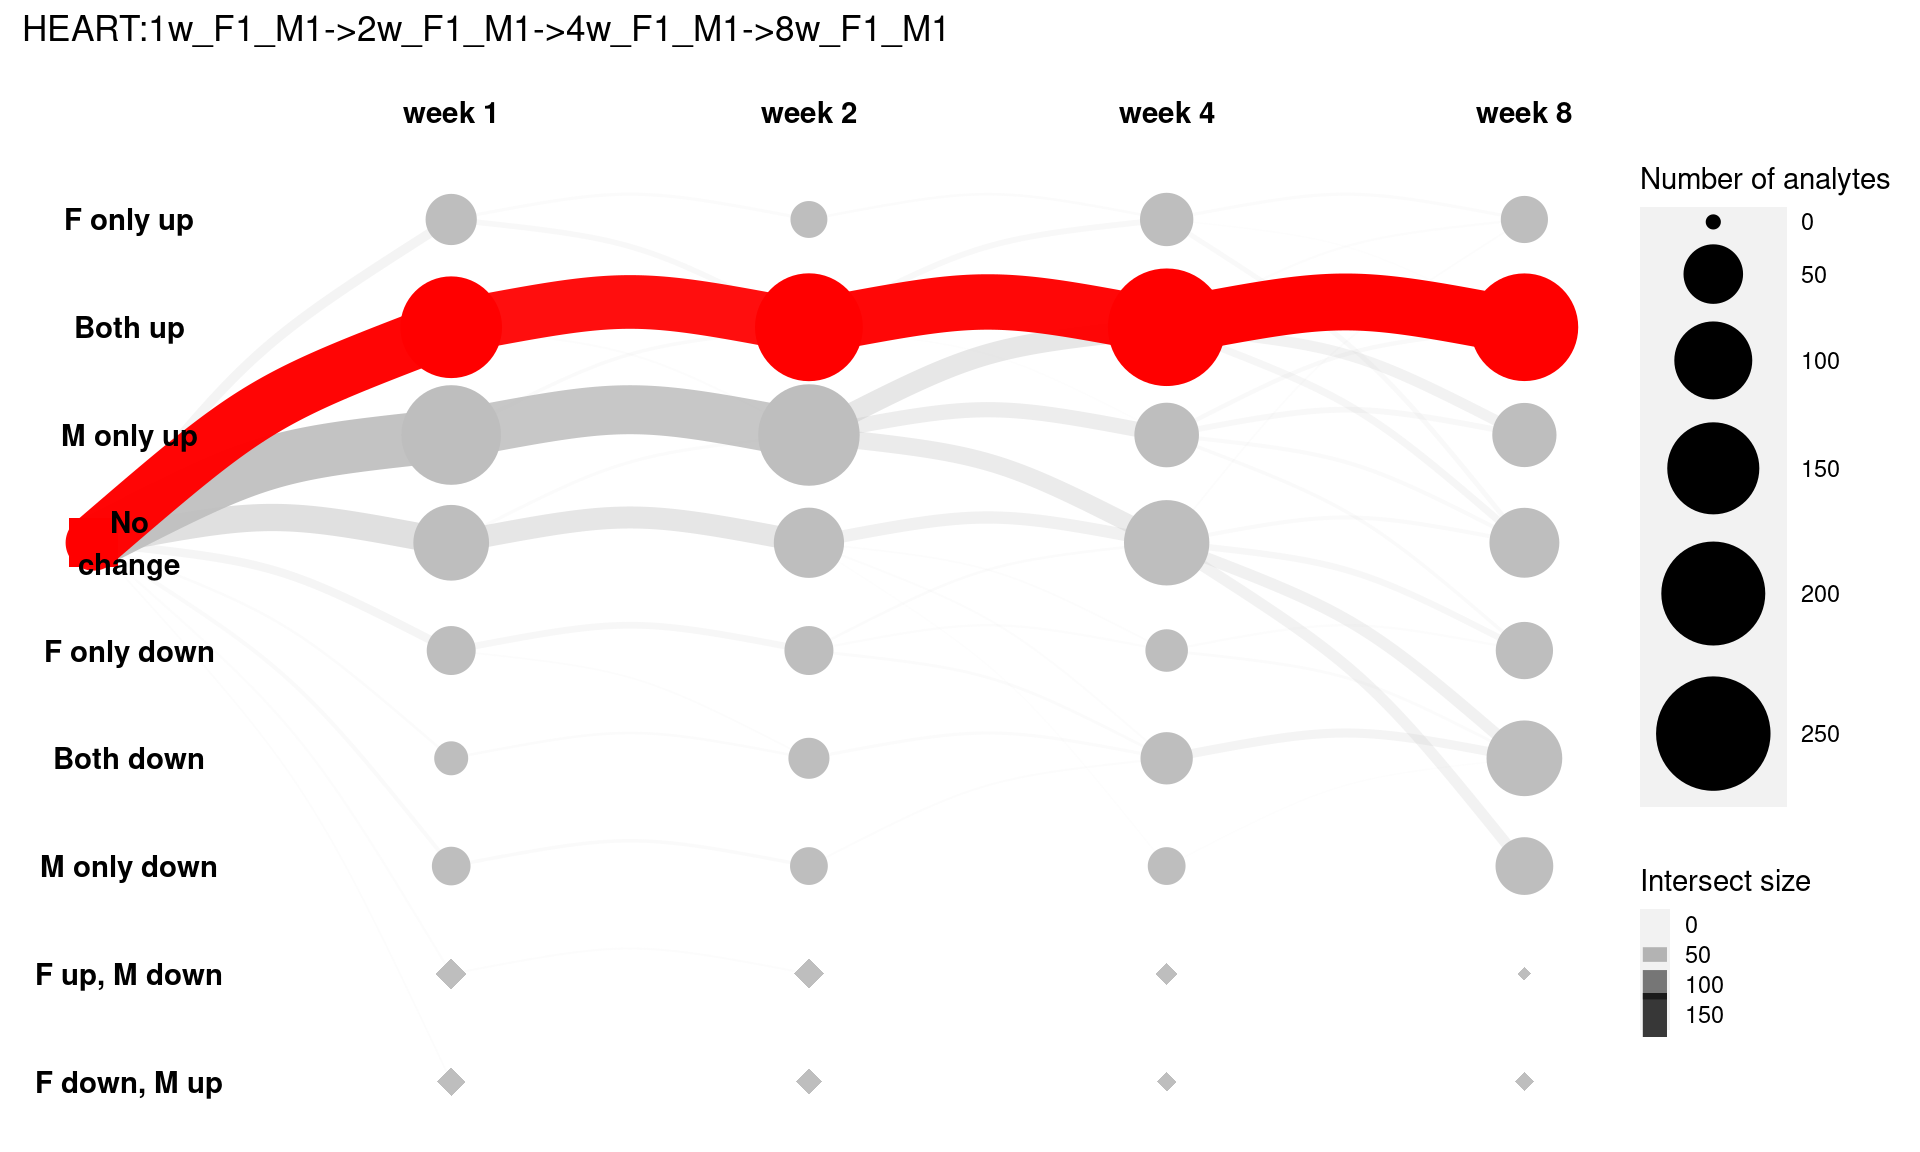 HEART:1w_F1_M1->2w_F1_M1->4w_F1_M1->8w_F1_M1
week 1 week 2 week 4 week 8
F only up
Both up
M only up
No
change
F only down
Both down
M only down
F up, M down
F down, M up
Number of analytes
0
50
100
150
200
250
Intersect size
0
50
100
150